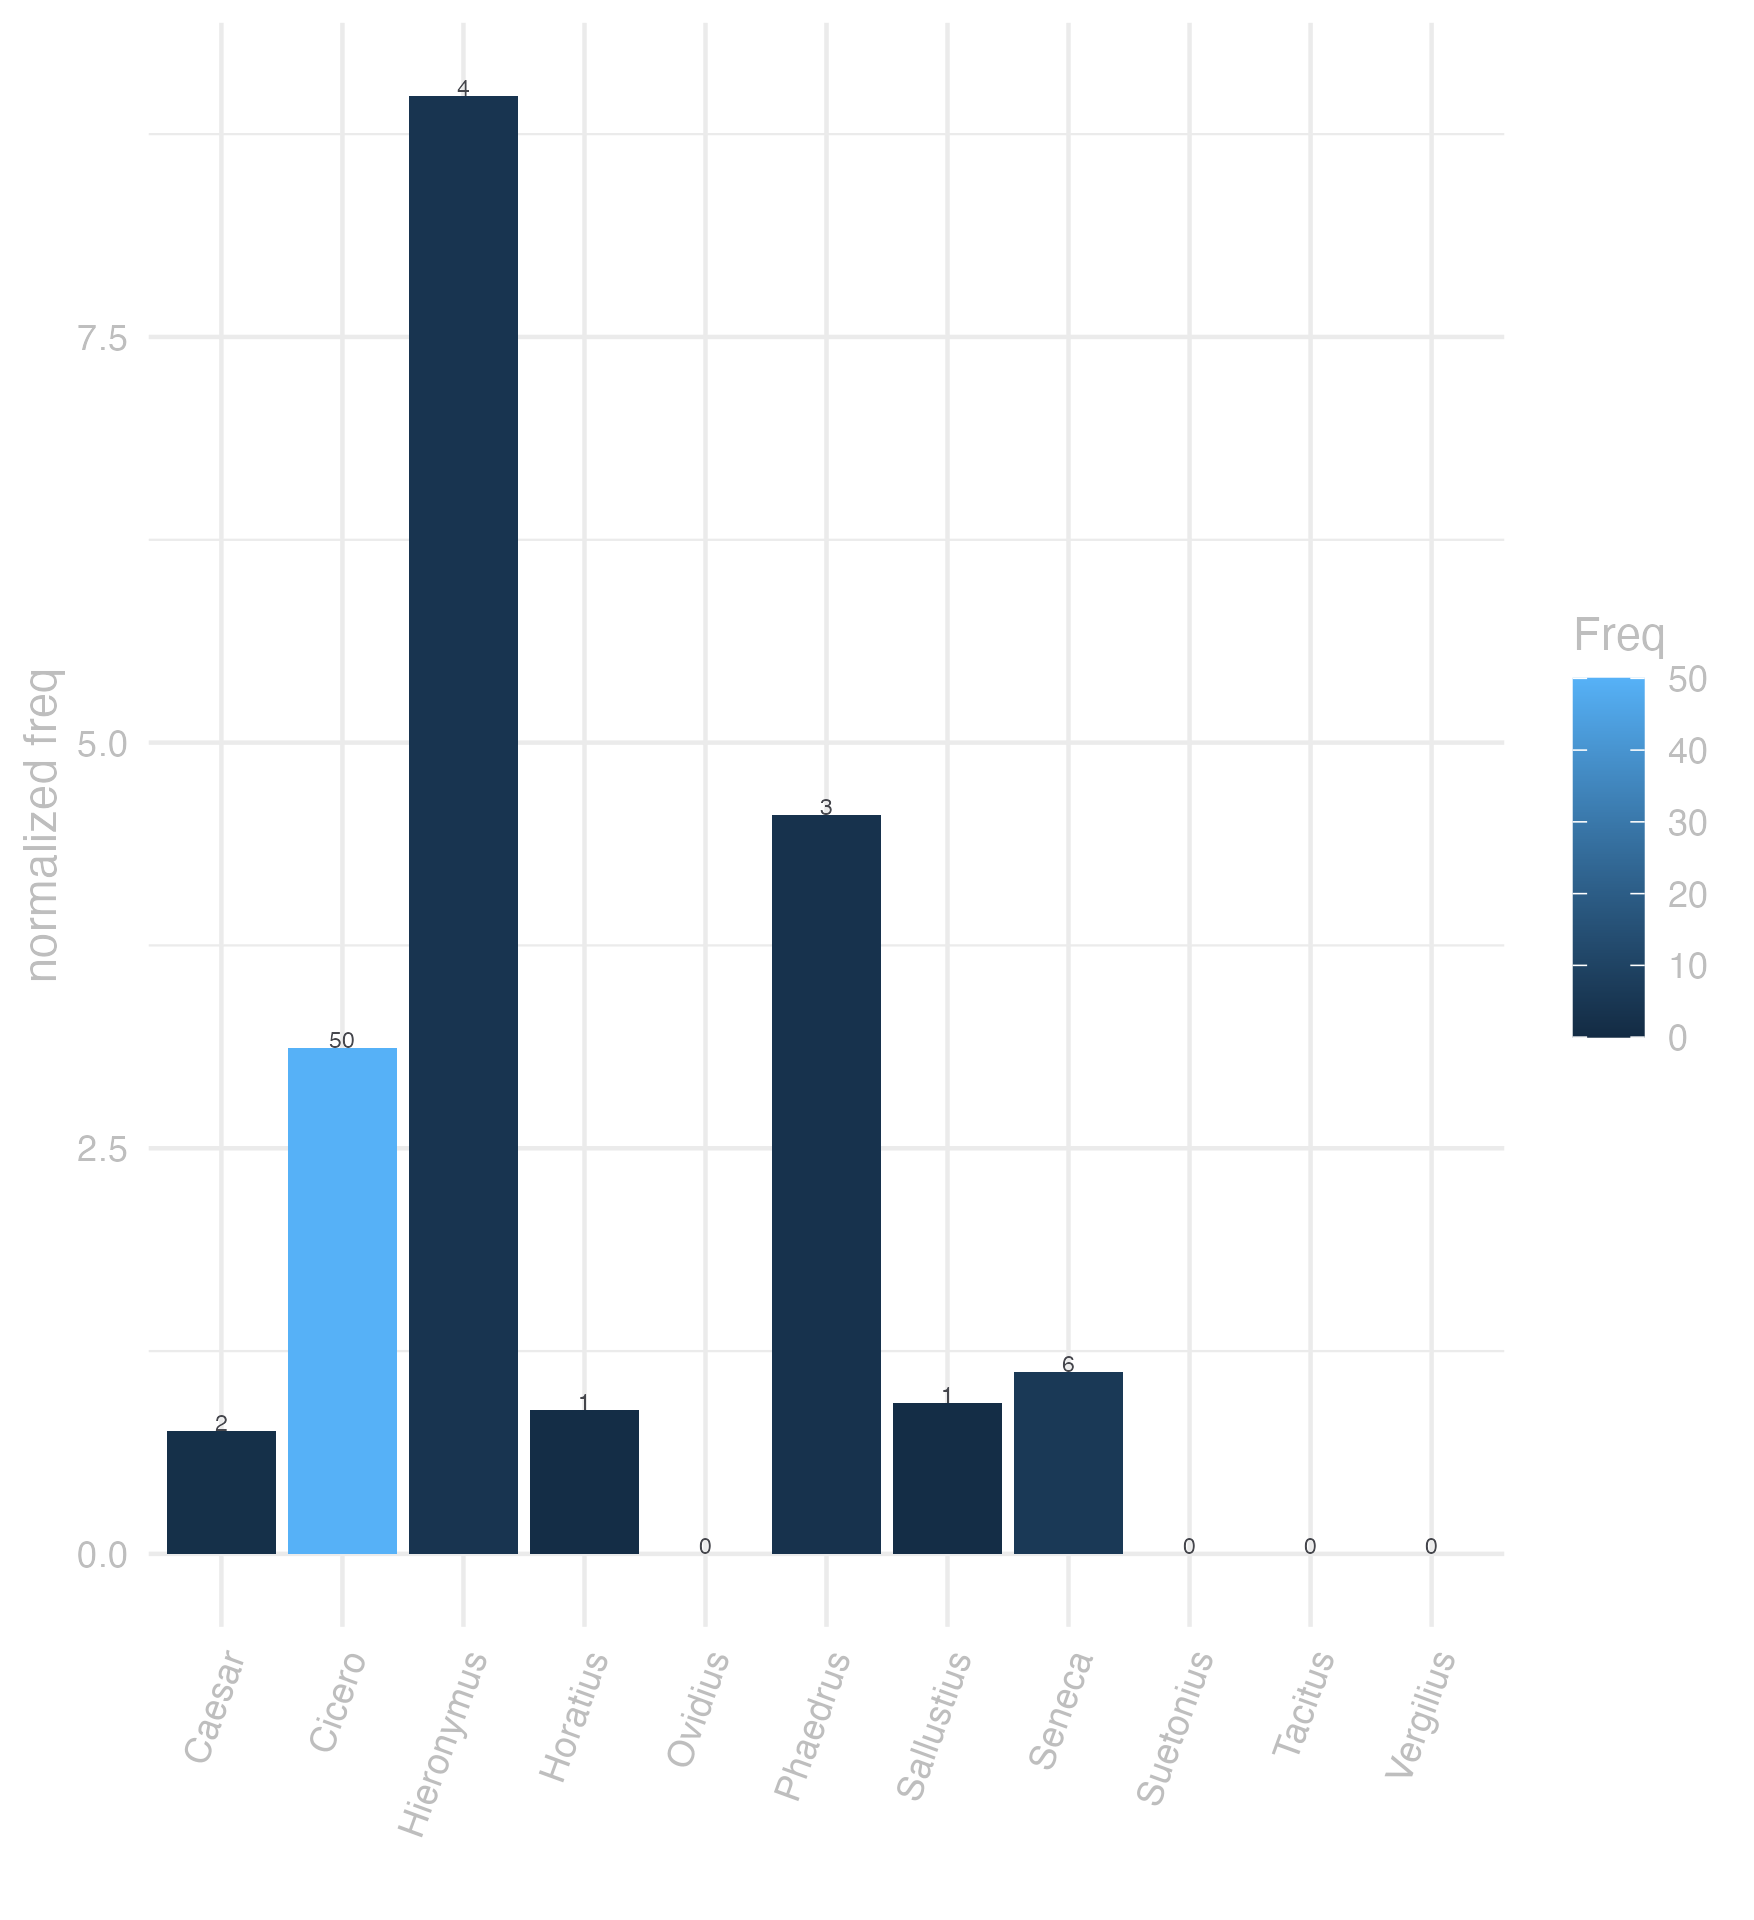 4
7.5
5.0
3
50
2.5
2
1
1
6
0
0
0
0
0.0
normalized freq
Caesar
Cicero
Hieronymus
Horatius
Ovidius
Phaedrus
Sallustius
Seneca
Suetonius
Tacitus
Vergilius
Freq
50
40
30
20
10
0